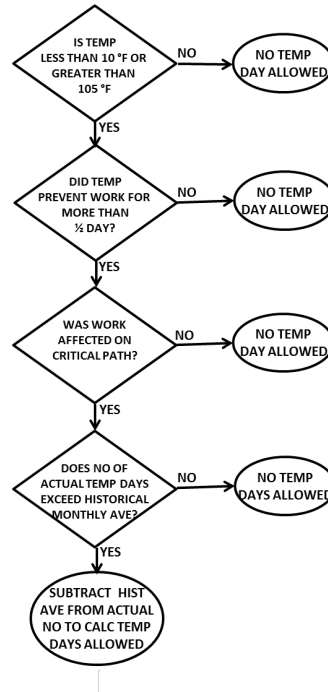 IS TEMP
LESS THAN 10 °F OR
GREATER THAN
105 °F
NO
NO TEMP
DAY ALLOWED
YES
DID TEMP
PREVENT WORK FOR
MORE THAN
½ DAY?
NO
NO TEMP
DAY ALLOWED
YES
WAS WORK
AFFECTED ON
CRITICAL PATH?
NO
NO TEMP
DAY ALLOWED
YES
DOES NO OF
ACTUAL TEMP DAYS
EXCEED HISTORICAL
MONTHLY AVE?
NO
NO TEMP
DAYS ALLOWED
YES
SUBTRACT HIST
AVE FROM ACTUAL
NO TO CALC TEMP
DAYS ALLOWED